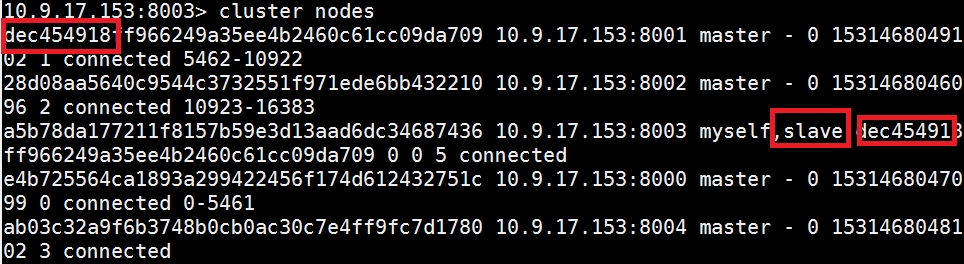 10.9.17.153:8003> cluster nodes
dec454918ff966249a35ee4b2460c61cc09da709 10.9.17.153:8001 master - 0 15314680491
02 1 connected 5462-10922
28d08aa5640c9544c3732551f971ede6bb432210 10.9.17.153:8002 master - 0 15314680460
96 2 connected 10923-16383
a5b78da177211f8157b59e3d13aad6dc34687436 10.9.17.153:8003 myself,slave dec454918
ff966249a35ee4b2460c61cc09da709 0 0 5 connected
e4b725564ca1893a299422456f174d612432751c 10.9.17.153:8000 master - 0 15314680470
99 0 connected 0-5461
ab03c32a9f6b3748b0cb0ac30c7e4ff9fc7d1780 10.9.17.153:8004 master - 0 15314680481
02 3 connected